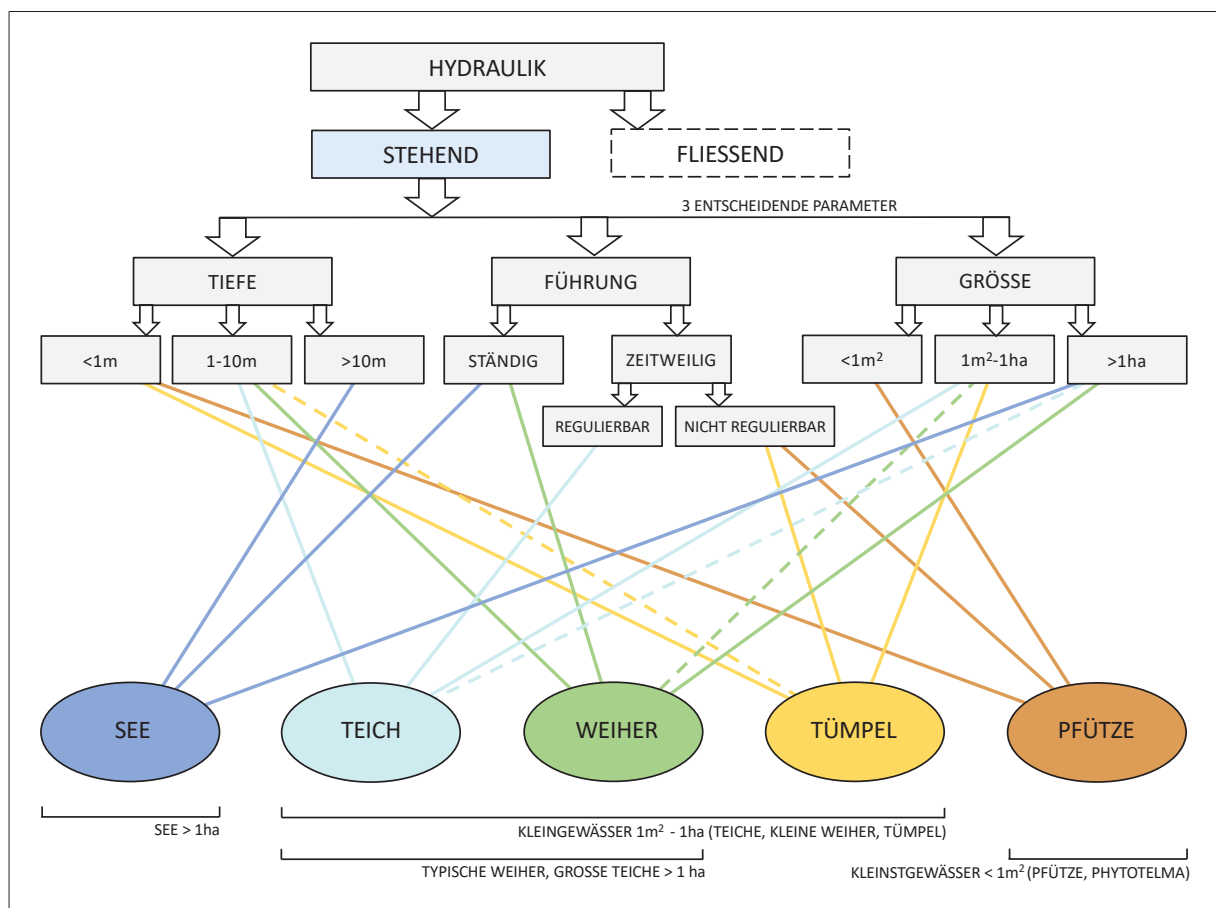 HYDRAULIK
STEHEND
FLIESSEND
3 ENTSCHEIDENDE PARAMETER
TIEFE
FÜHRUNG
GRÖSSE
<1m
1-10m
>10m
STÄNDIG
ZEITWEILIG
<1m²
1m²-1ha
>1ha
REGULIERBAR
NICHT REGULIERBAR
SEE
TEICH
WEIHER
TÜMPEL
PFÜTZE
SEE > 1ha
KLEINGEWÄSSER 1m² - 1ha (TEICHE, KLEINE WEIHER, TÜMPEL)
TYPISCHE WEIHER, GROSSE TEICHE > 1 ha
KLEINSTGEWÄSSER < 1m² (PFÜTZE, PHYTOTELMA)